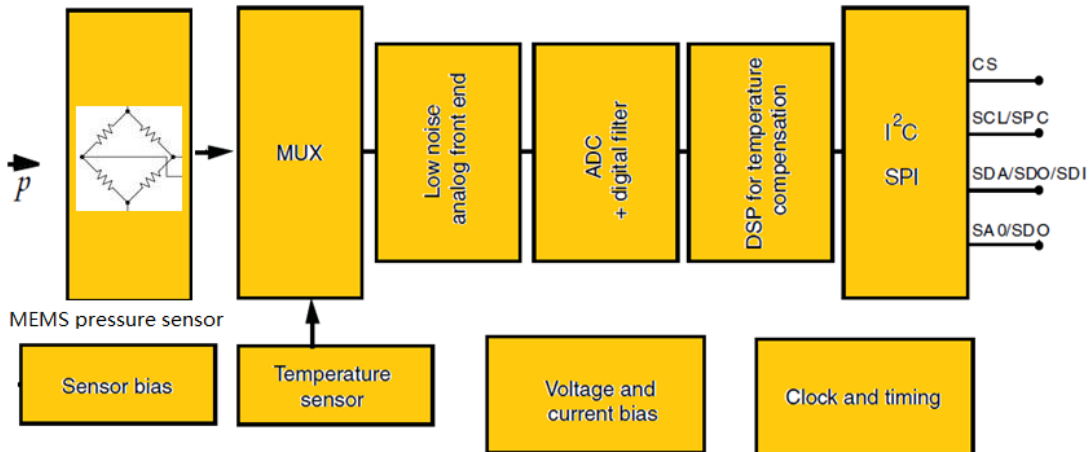 p
MEMS pressure sensor
MUX
Low noise
analog front end
ADC
+ digital filter
DSP for temperature
compensation
I²C
SPI
CS
SCL/SPC
SDA/SDO/SDI
SA0/SDO
Sensor bias
Temperature
sensor
Voltage and
current bias
Clock and timing